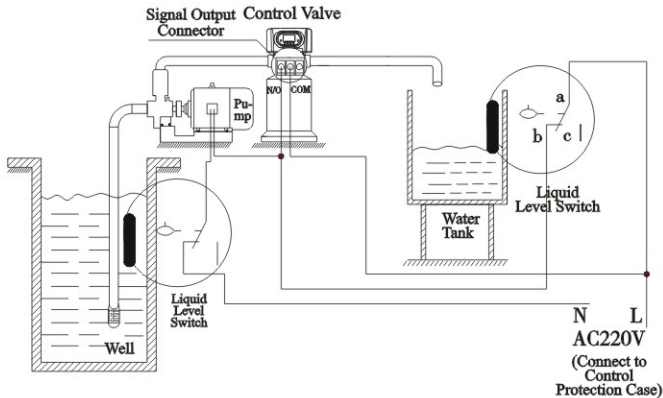 Signal Output Control Valve
Connector
N/O COM
Pu-
mp
a
b c
Liquid
Level Switch
Water
Tank
Liquid
Level
Switch
Well
N L
AC220V
(Connect to
Control
Protection Case)